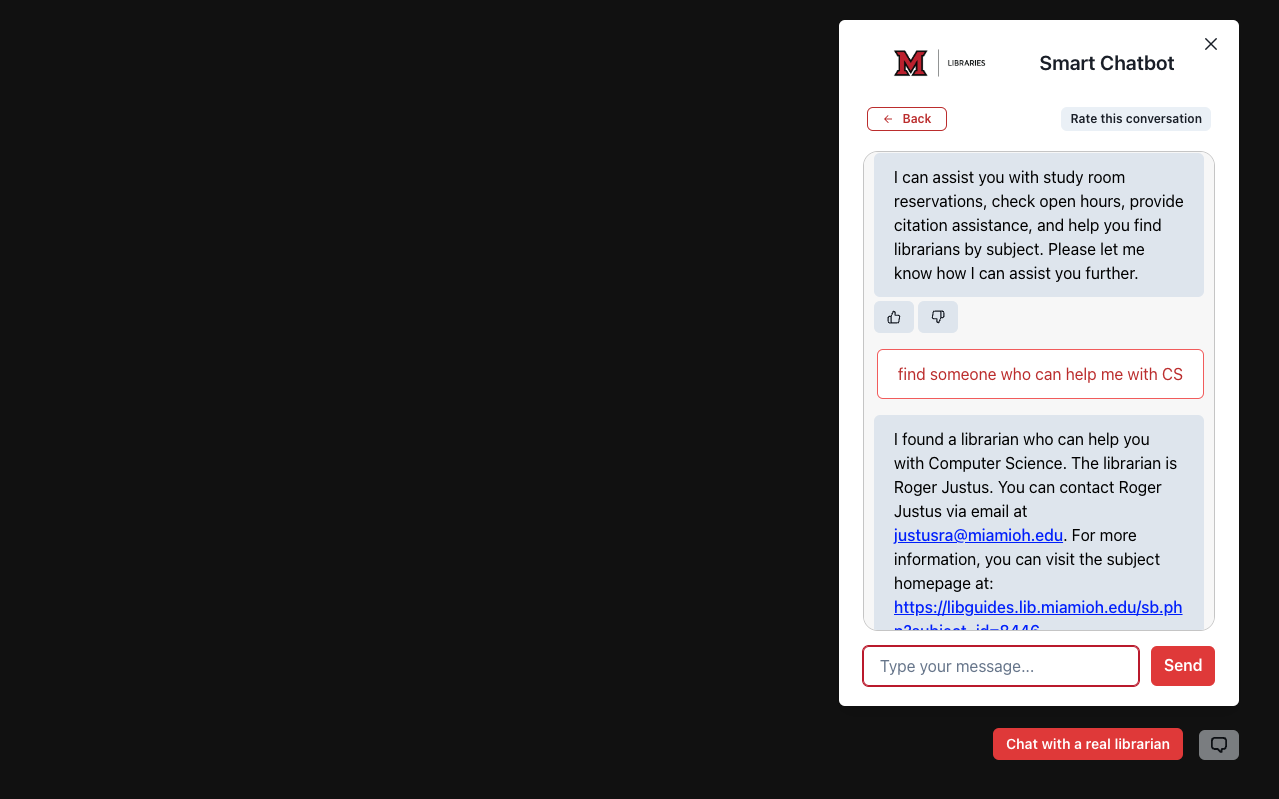 M
LIBRARIES
Smart Chatbot
Back
Rate this conversation
I can assist you with study room
reservations, check open hours, provide
citation assistance, and help you find
librarians by subject. Please let me
know how I can assist you further.
find someone who can help me with CS
I found a librarian who can help you
with Computer Science. The librarian is
Roger Justus. You can contact Roger
Justus via email at
justusra@miamioh.edu. For more
information, you can visit the subject
homepage at:
https://libguides.lib.miamioh.edu/sb.ph
p?subject_id=8446
Type your message...
Send
Chat with a real librarian